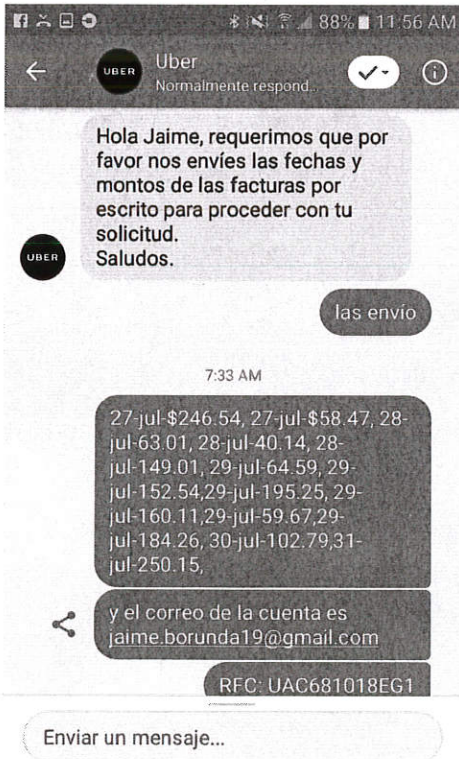 88% 11:56 AM
UBER
Uber
Normalmente respond...
Hola Jaime, requerimos que por
favor nos envíes las fechas y
montos de las facturas por
escrito para proceder con tu
solicitud.
Saludos.
UBER
las envío
7:33 AM
27-jul-$246.54, 27-jul-$58.47, 28-
jul-63.01, 28-jul-40.14, 28-
jul-149.01, 29-jul-64.59, 29-
jul-152.54,29-jul-195.25, 29-
jul-160.11,29-jul-59.67,29-
jul-184.26, 30-jul-102.79,31-
jul-250.15,
y el correo de la cuenta es
jaime.borunda19@gmail.com
RFC: UAC681018EG1
Enviar un mensaje...